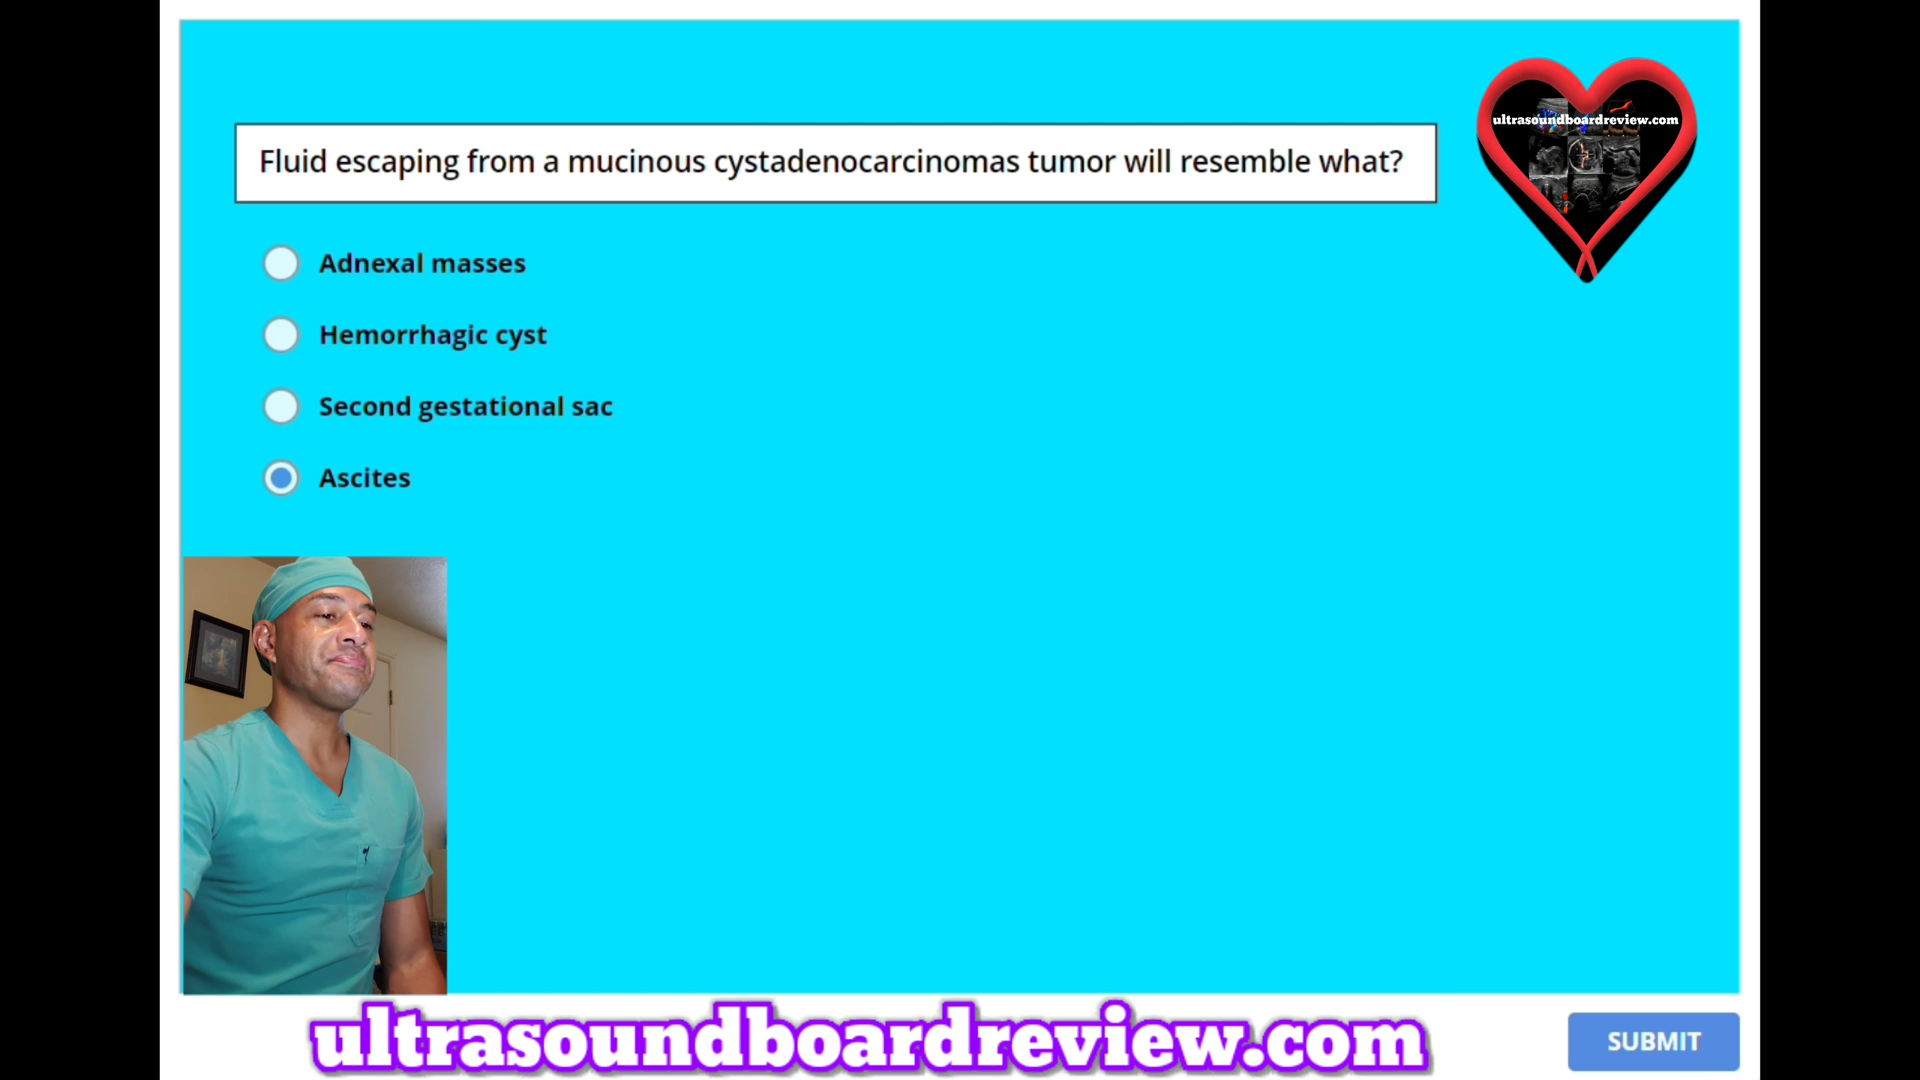 ultrasoundboardreview.com
Fluid escaping from a mucinous cystadenocarcinomas tumor will resemble what?
Adnexal masses
Hemorrhagic cyst
Second gestational sac
Ascites
ultrasoundboardreview.com
SUBMIT